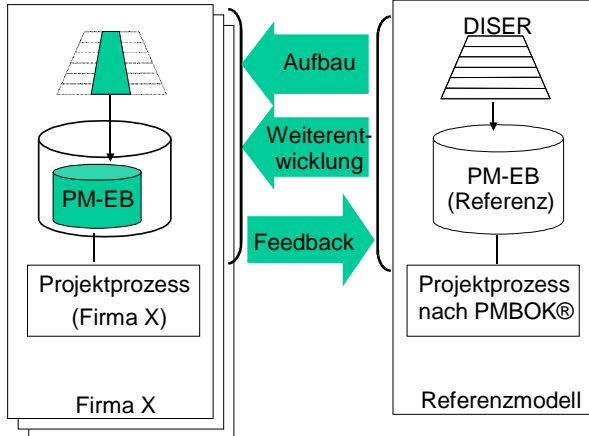 PM-EB
Projektprozess
(Firma X)
Firma X
Aufbau
Weiterent-
wicklung
Feedback
DISER
PM-EB
(Referenz)
Projektprozess
nach PMBOK®
Referenzmodell